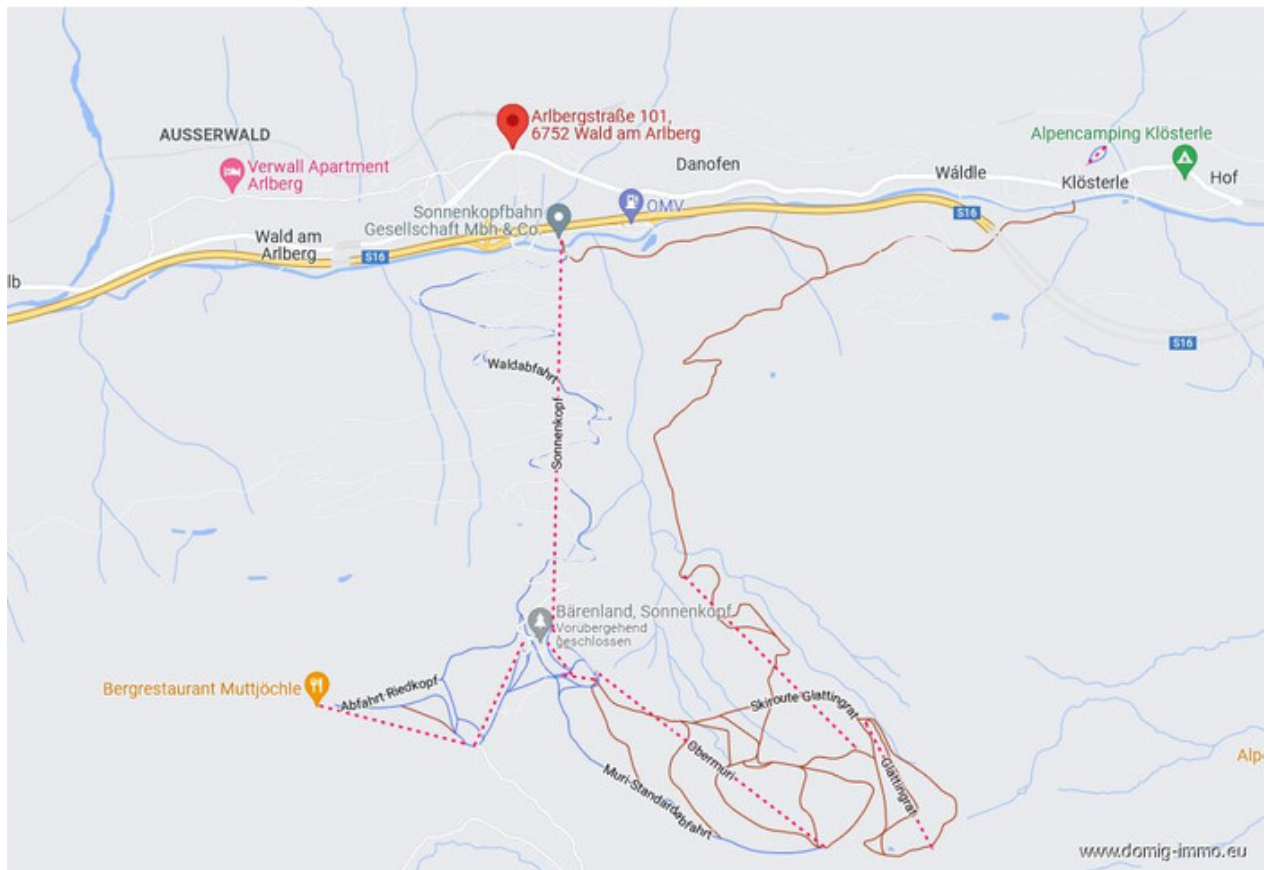 Arlbergstraße 101,
6752 Wald am Arlberg
AUSSERWALD
Alpencamping Klösterle
Verwall Apartment
Arlberg
Danofen
Wäldle
Klösterle
Hof
OMV
Sonnenkopfbahn
Gesellschaft Mbh & Co
S16
Wald am
Arlberg
S16
lb
S16
Waldabfahrt
Sonnenkopf
Bärenland, Sonnenkopf
Vorübergehend
geschlossen
Bergrestaurant Muttjöchle
Abfahrt Riedkopf
Skiroute Glattingrat
Obermuri
Glattingrat
Muri-Standardabfahrt
Alpe
www.domig-immo.eu